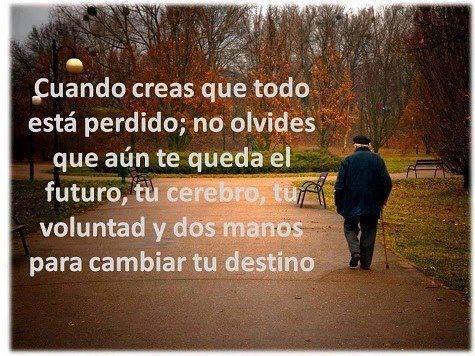 Cuando creas que todo
está perdido; no olvides
que aún te queda el
futuro, tu cerebro, tu
voluntad y dos manos
para cambiar tu destino